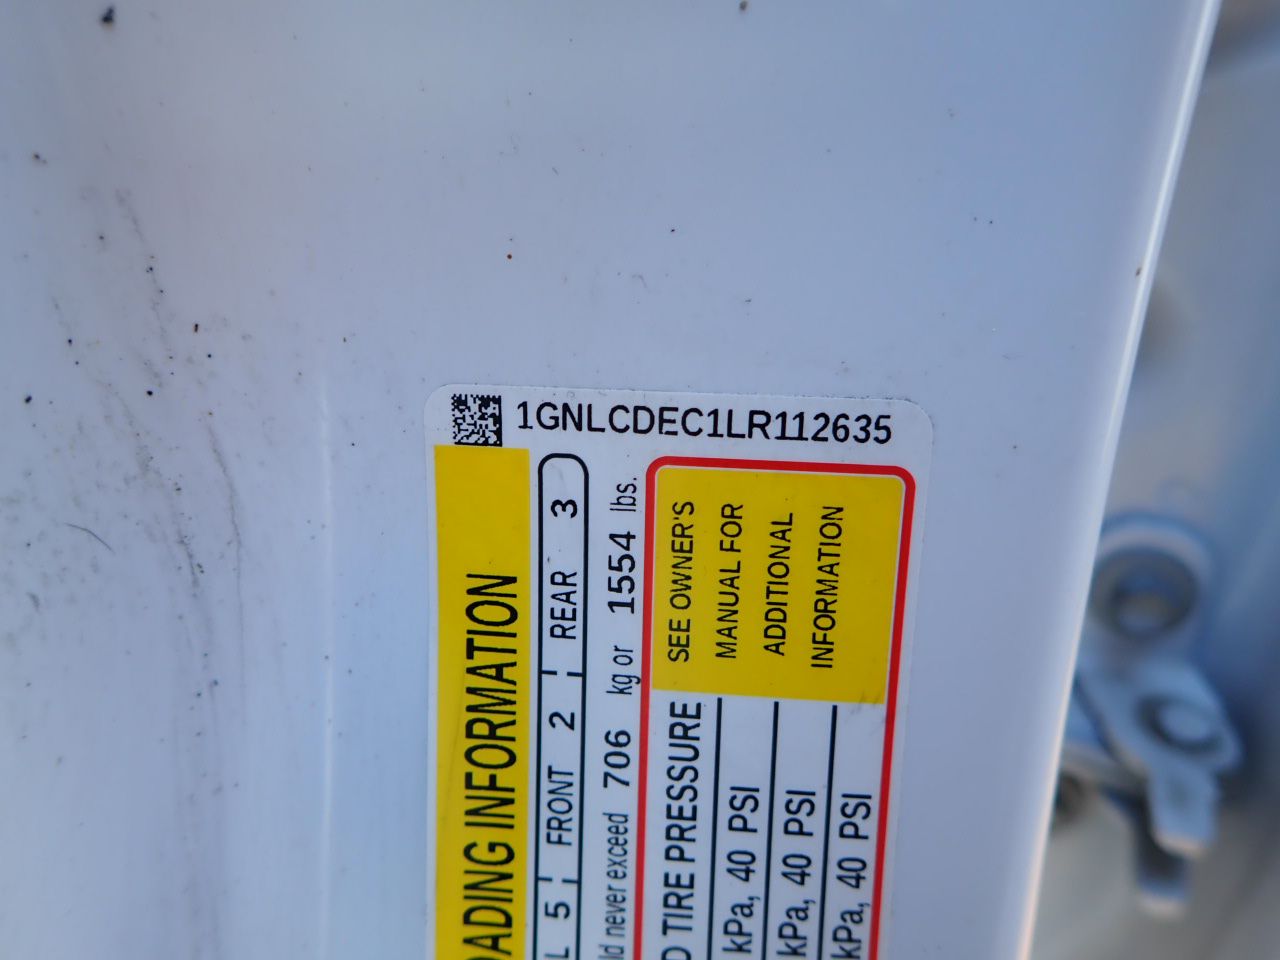 1GNLCDEC1LR112635
ADING INFORMATION
L 5 FRONT 2 REAR 3
ld never exceed 706 kg or 1554 lbs.
D TIRE PRESSURE
kPa, 40 PSI
kPa, 40 PSI
kPa, 40 PSI
SEE OWNER'S
MANUAL FOR
ADDITIONAL
INFORMATION